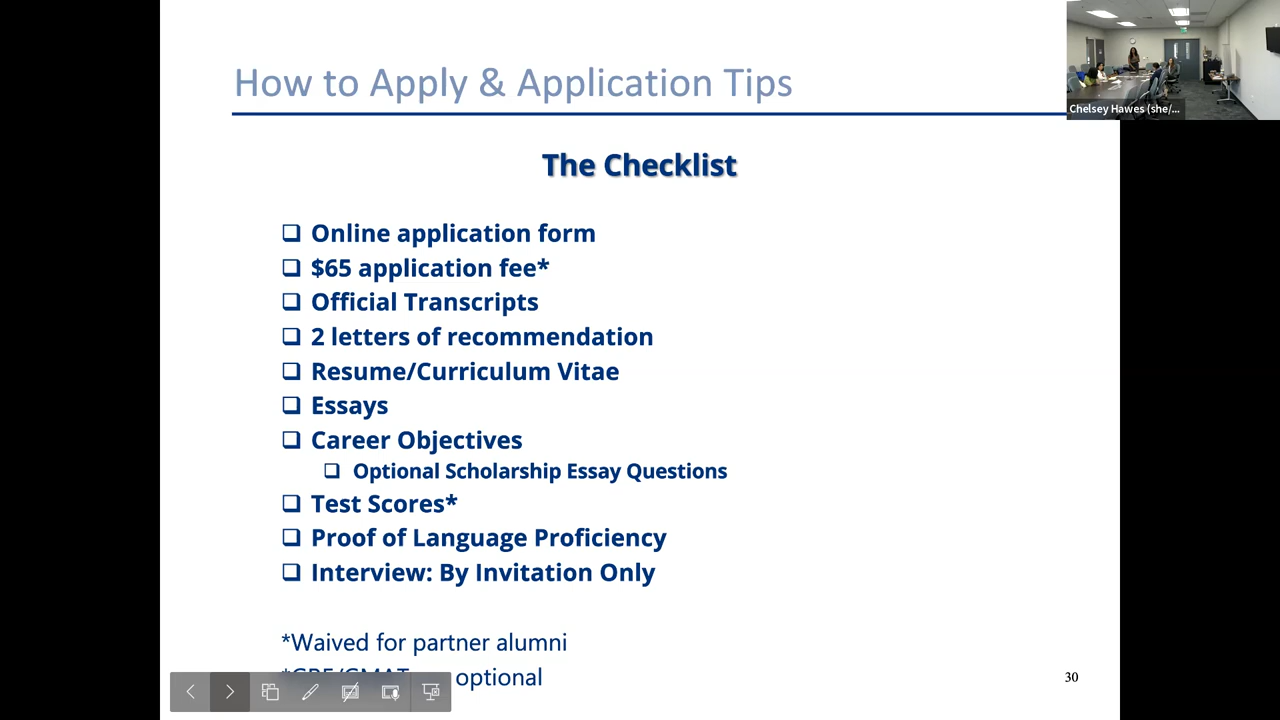 How to Apply & Application Tips
Chelsey Hawes (she/...
The Checklist
❑ Online application form
❑ $65 application fee*
❑ Official Transcripts
❑ 2 letters of recommendation
❑ Resume/Curriculum Vitae
❑ Essays
❑ Career Objectives
❑ Optional Scholarship Essay Questions
❑ Test Scores*
❑ Proof of Language Proficiency
❑ Interview: By Invitation Only
*Waived for partner alumni
*GRE/GMAT optional
30